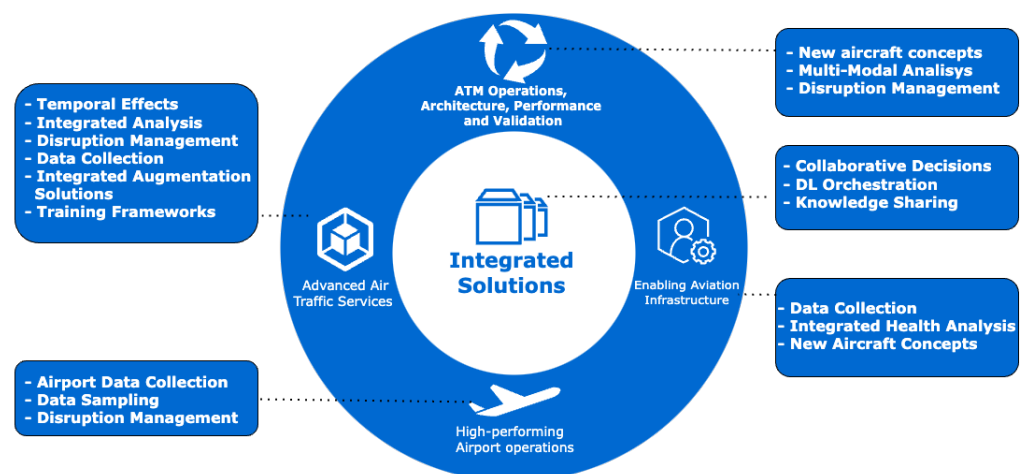 ATM Operations,
Architecture, Performance
and Validation
- New aircraft concepts
- Multi-Modal Analisys
- Disruption Management
- Temporal Effects
- Integrated Analysis
- Disruption Management
- Data Collection
- Integrated Augmentation
Solutions
- Training Frameworks
- Collaborative Decisions
- DL Orchestration
- Knowledge Sharing
Integrated
Solutions
Advanced Air
Traffic Services
Enabling Aviation
Infrastructure
- Data Collection
- Integrated Health Analysis
- New Aircraft Concepts
- Airport Data Collection
- Data Sampling
- Disruption Management
High-performing
Airport operations